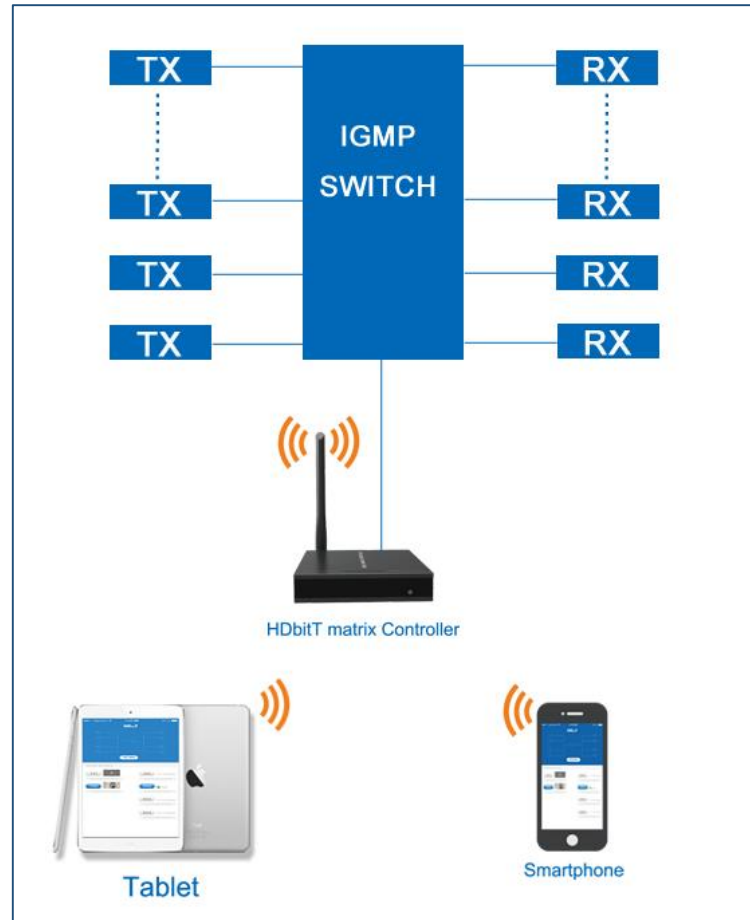 TX
RX
IGMP
SWITCH
TX
RX
TX
RX
TX
RX
HDbitT matrix Controller
Tablet
Smartphone